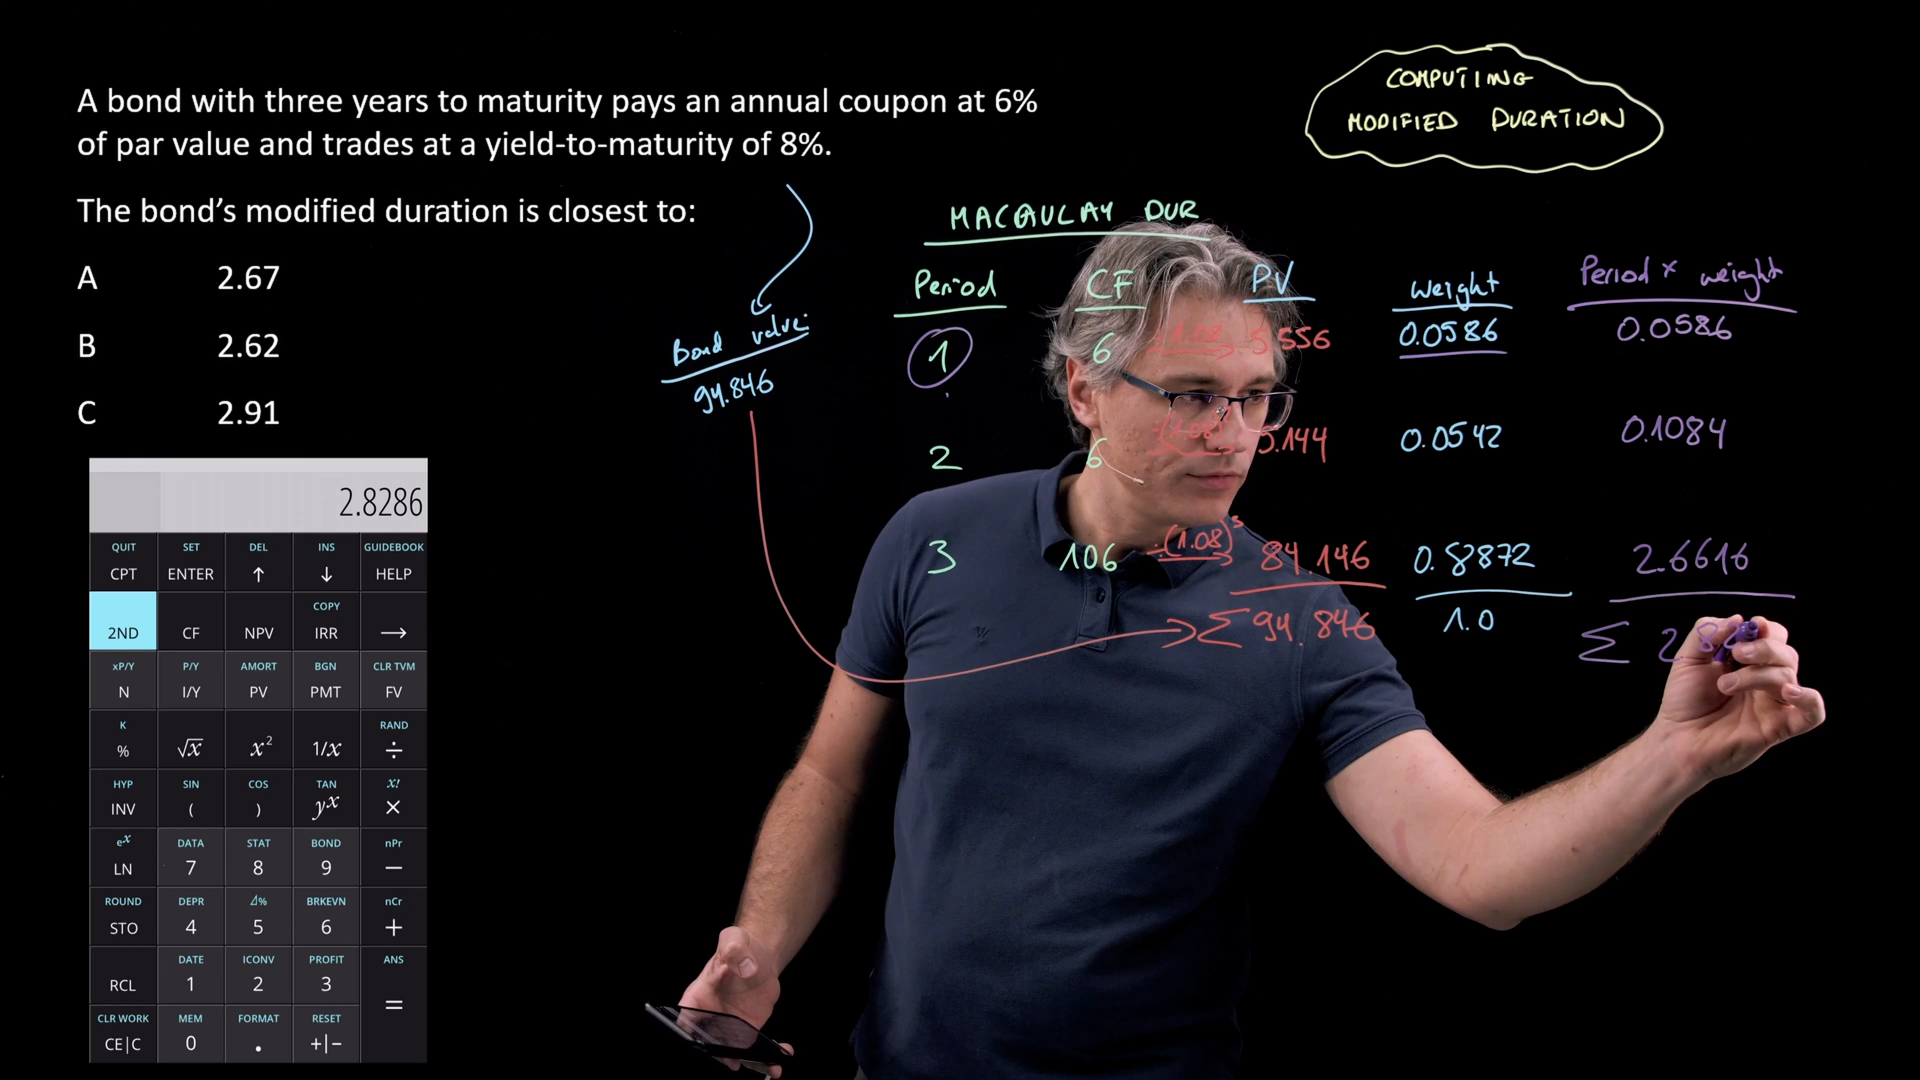 COMPUTING
MODIFIED DURATION
A bond with three years to maturity pays an annual coupon at 6%
of par value and trades at a yield-to-maturity of 8%.
The bond's modified duration is closest to:
A 2.67
B 2.62
C 2.91
MACAULAY DUR
Period CF PV weight Period x weight
Bond value:
94.846
1 6 ÷1.08 5.556 0.0586 0.0586
2 6 5.144 0.0542 0.1084
3 106 ÷(1.08)³ 84.146 0.8872 2.6616
Σ 94.846 1.0 Σ
2.8286
QUIT SET DEL INS GUIDEBOOK
CPT ENTER ↑ ↓ HELP
COPY
2ND CF NPV IRR →
xP/Y P/Y AMORT BGN CLR TVM
N I/Y PV PMT FV
K RAND
% √x x² 1/x ÷
HYP SIN COS TAN x!
INV ( ) yˣ ×
eˣ DATA STAT BOND nPr
LN 7 8 9 −
ROUND DEPR Δ% BRKEVN nCr
STO 4 5 6 +
DATE ICONV PROFIT ANS
RCL 1 2 3 =
CLR WORK MEM FORMAT RESET
CE|C 0 . +|−